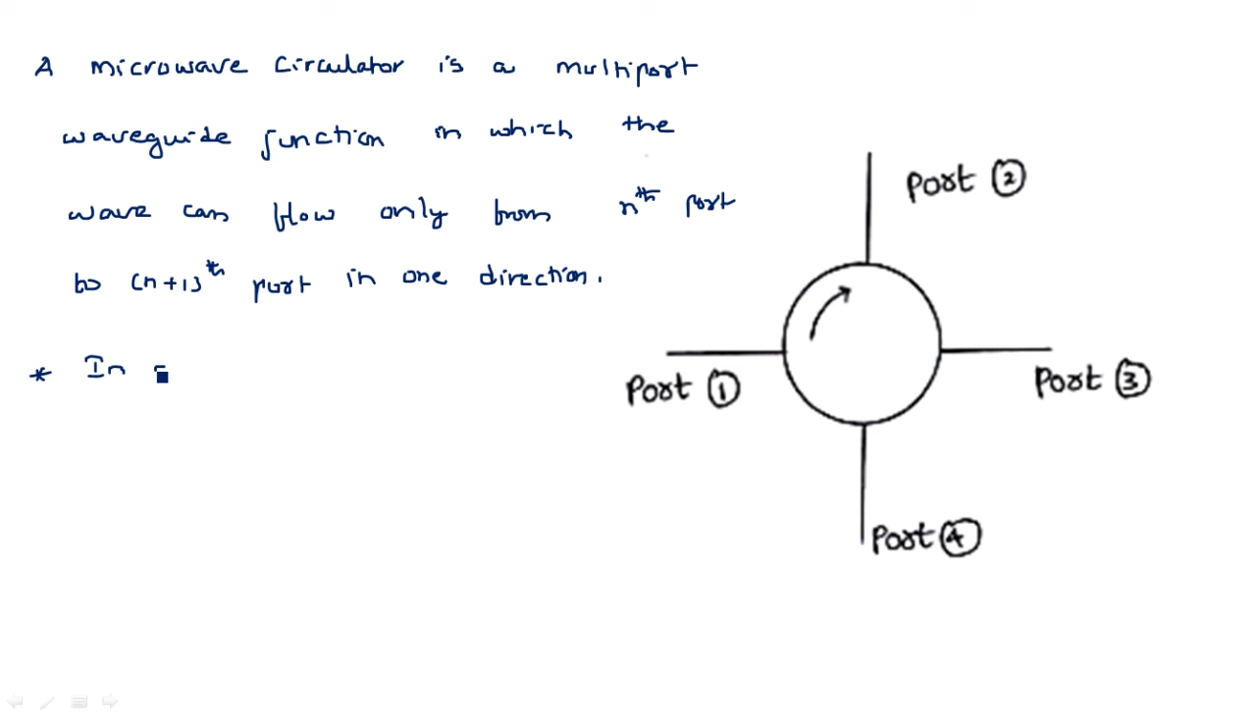 A microwave Circulator is a multiport
waveguide function in which the
wave can flow only from nth port
to (n+1)th port in one direction.
* In
Port ②
Port ①
Port ③
Port ④